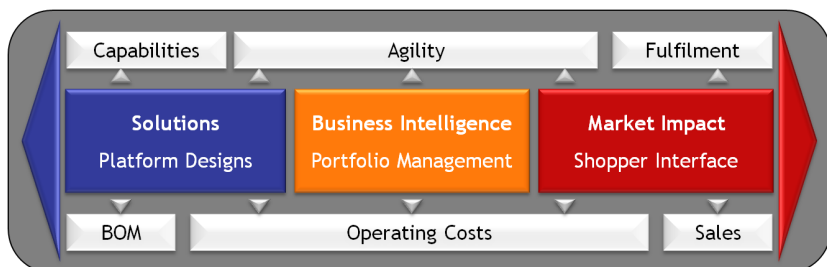 Capabilities
Agility
Fulfilment
Solutions
Platform Designs
Business Intelligence
Portfolio Management
Market Impact
Shopper Interface
BOM
Operating Costs
Sales